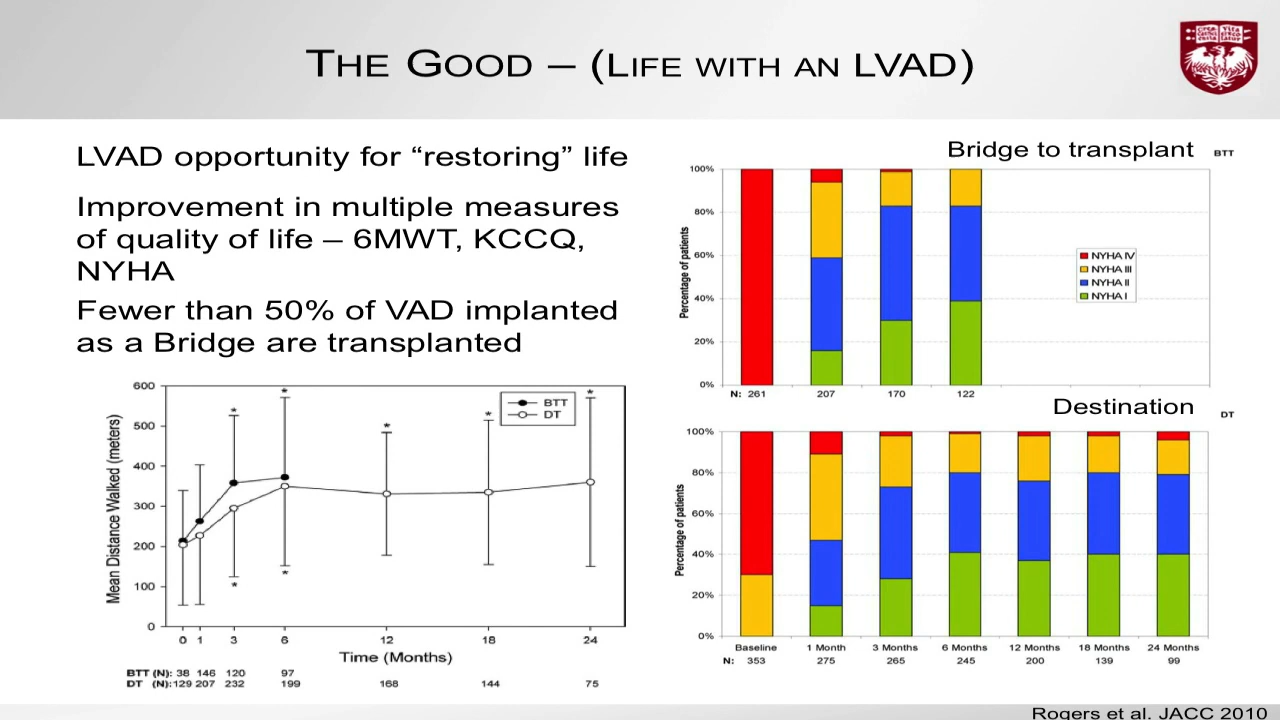 THE GOOD – (LIFE WITH AN LVAD)
LVAD opportunity for “restoring” life
Improvement in multiple measures
of quality of life – 6MWT, KCCQ,
NYHA
Fewer than 50% of VAD implanted
as a Bridge are transplanted
Mean Distance Walked (meters)
600
500
400
300
200
100
0
* * * * * *
* *
BTT
DT
0 1 3 6 12 18 24
Time (Months)
BTT (N): 38 146 120 97
DT (N): 129 207 232 199 168 144 75
Bridge to transplant BTT
Percentage of patients
100%
80%
60%
40%
20%
0%
NYHA IV
NYHA III
NYHA II
NYHA I
N: 261 207 170 122
Destination DT
Percentage of patients
100%
80%
60%
40%
20%
0%
Baseline 1 Month 3 Months 6 Months 12 Months 18 Months 24 Months
N: 353 275 265 245 200 139 99
Rogers et al. JACC 2010